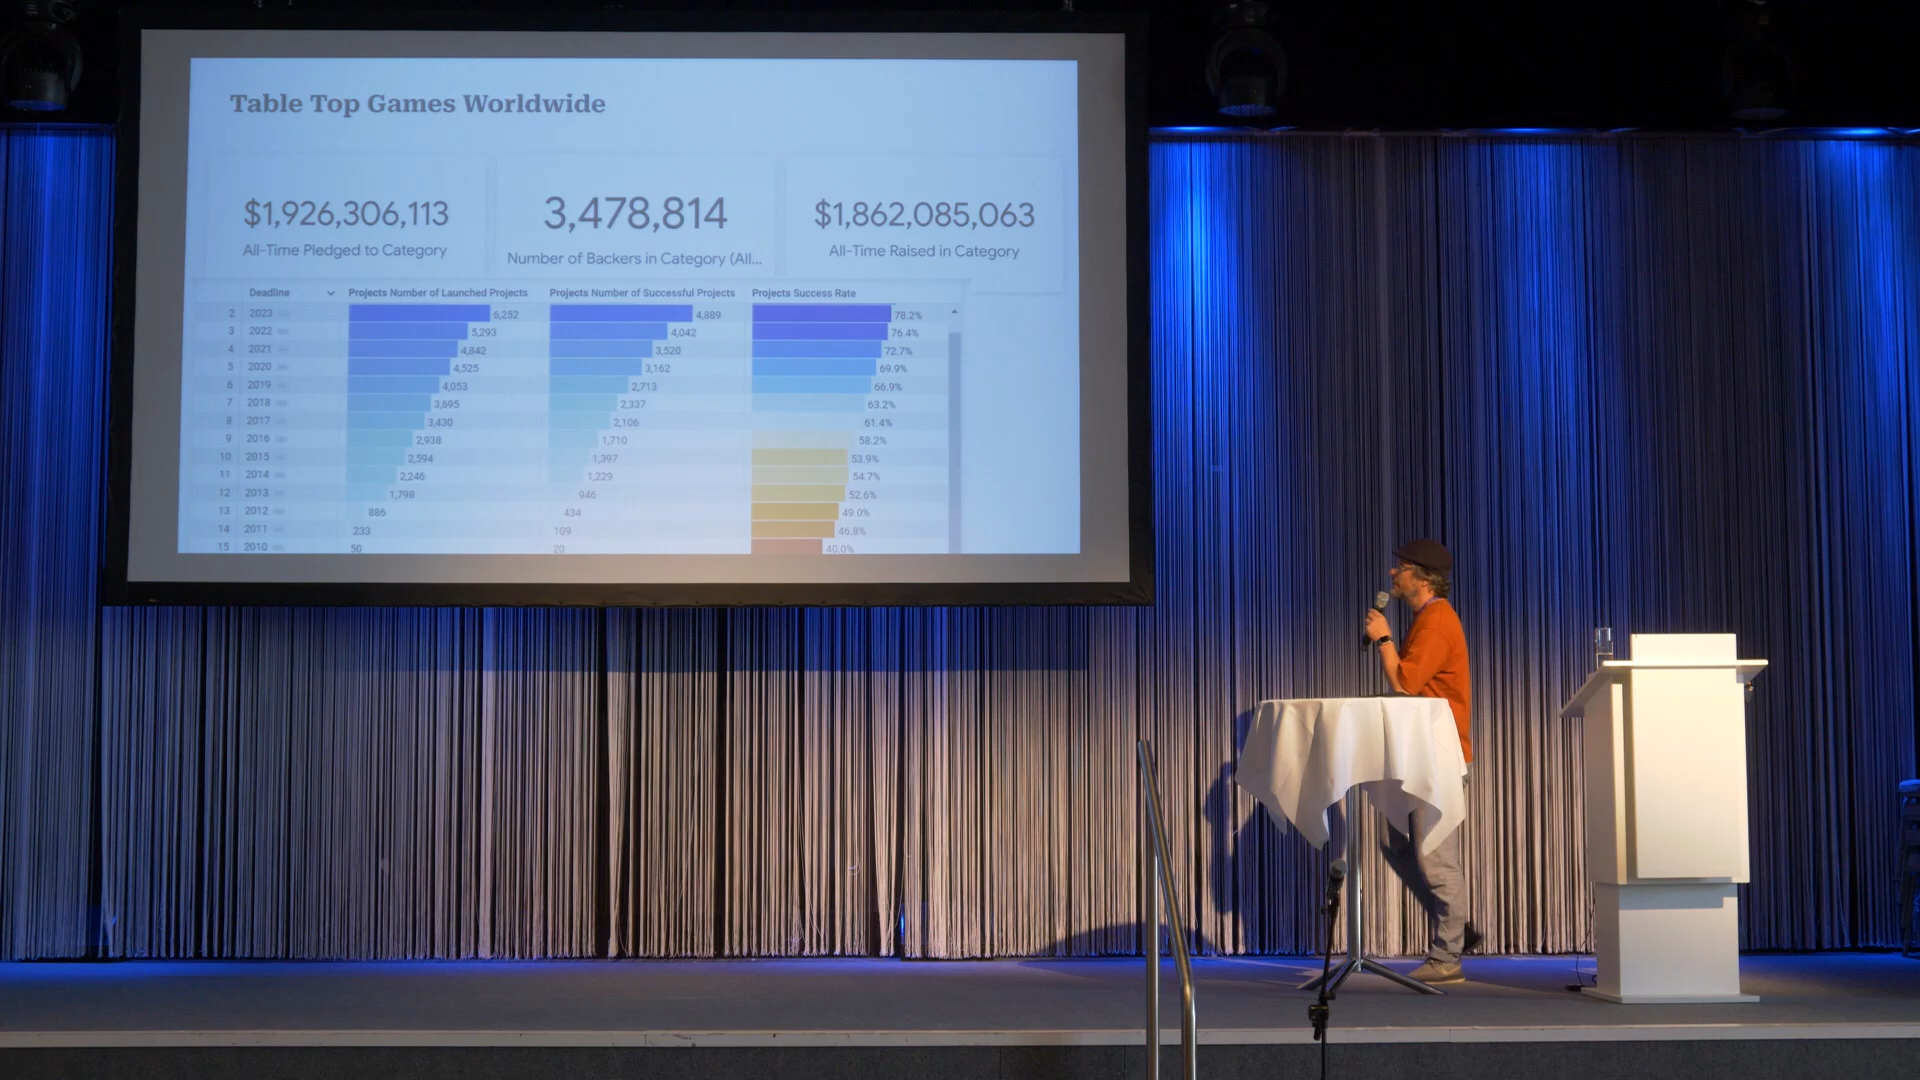 Table Top Games Worldwide
$1,926,306,113
All-Time Pledged to Category
3,478,814
Number of Backers in Category (All...
$1,862,085,063
All-Time Raised in Category
Deadline Projects Number of Launched Projects Projects Number of Successful Projects Projects Success Rate
2 2023 6,252 4,889 78.2%
3 2022 5,293 4,042 76.4%
4 2021 4,842 3,520 72.7%
5 2020 4,525 3,162 69.9%
6 2019 4,053 2,713 66.9%
7 2018 3,695 2,337 63.2%
8 2017 3,430 2,106 61.4%
9 2016 2,938 1,710 58.2%
10 2015 2,594 1,397 53.9%
11 2014 2,246 1,229 54.7%
12 2013 1,798 946 52.6%
13 2012 886 434 49.0%
14 2011 233 109 46.8%
15 2010 50 20 40.0%